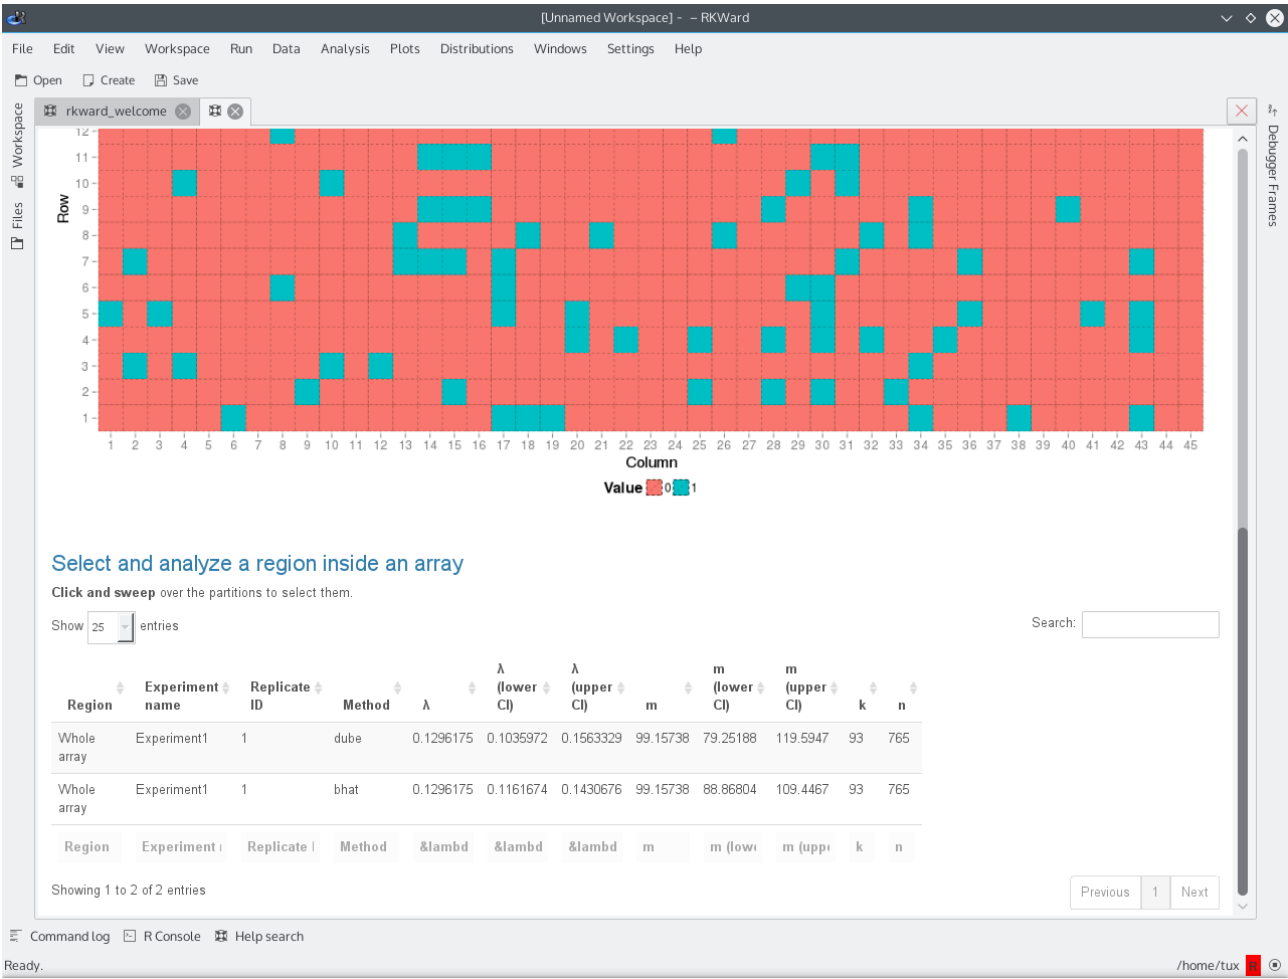 [Unnamed Workspace] - – RKWard
File Edit View Workspace Run Data Analysis Plots Distributions Windows Settings Help
Open Create Save
Workspace
Files
rkward_welcome
Debugger Frames
Row
12
11
10
9
8
7
6
5
4
3
2
1
1 2 3 4 5 6 7 8 9 10 11 12 13 14 15 16 17 18 19 20 21 22 23 24 25 26 27 28 29 30 31 32 33 34 35 36 37 38 39 40 41 42 43 44 45
Column
Value 0 1
Select and analyze a region inside an array
Click and sweep over the partitions to select them.
Show 25 entries Search:
Region Experiment name Replicate ID Method λ λ (lower CI) λ (upper CI) m m (lower CI) m (upper CI) k n
Whole array Experiment1 1 dube 0.1296175 0.1035972 0.1563329 99.15738 79.25188 119.5947 93 765
Whole array Experiment1 1 bhat 0.1296175 0.1161674 0.1430676 99.15738 88.86804 109.4467 93 765
Region Experiment Replicate Method &lambd &lambd &lambd m m (low m (upp k n
Showing 1 to 2 of 2 entries
Previous 1 Next
Command log R Console Help search
Ready. /home/tux R